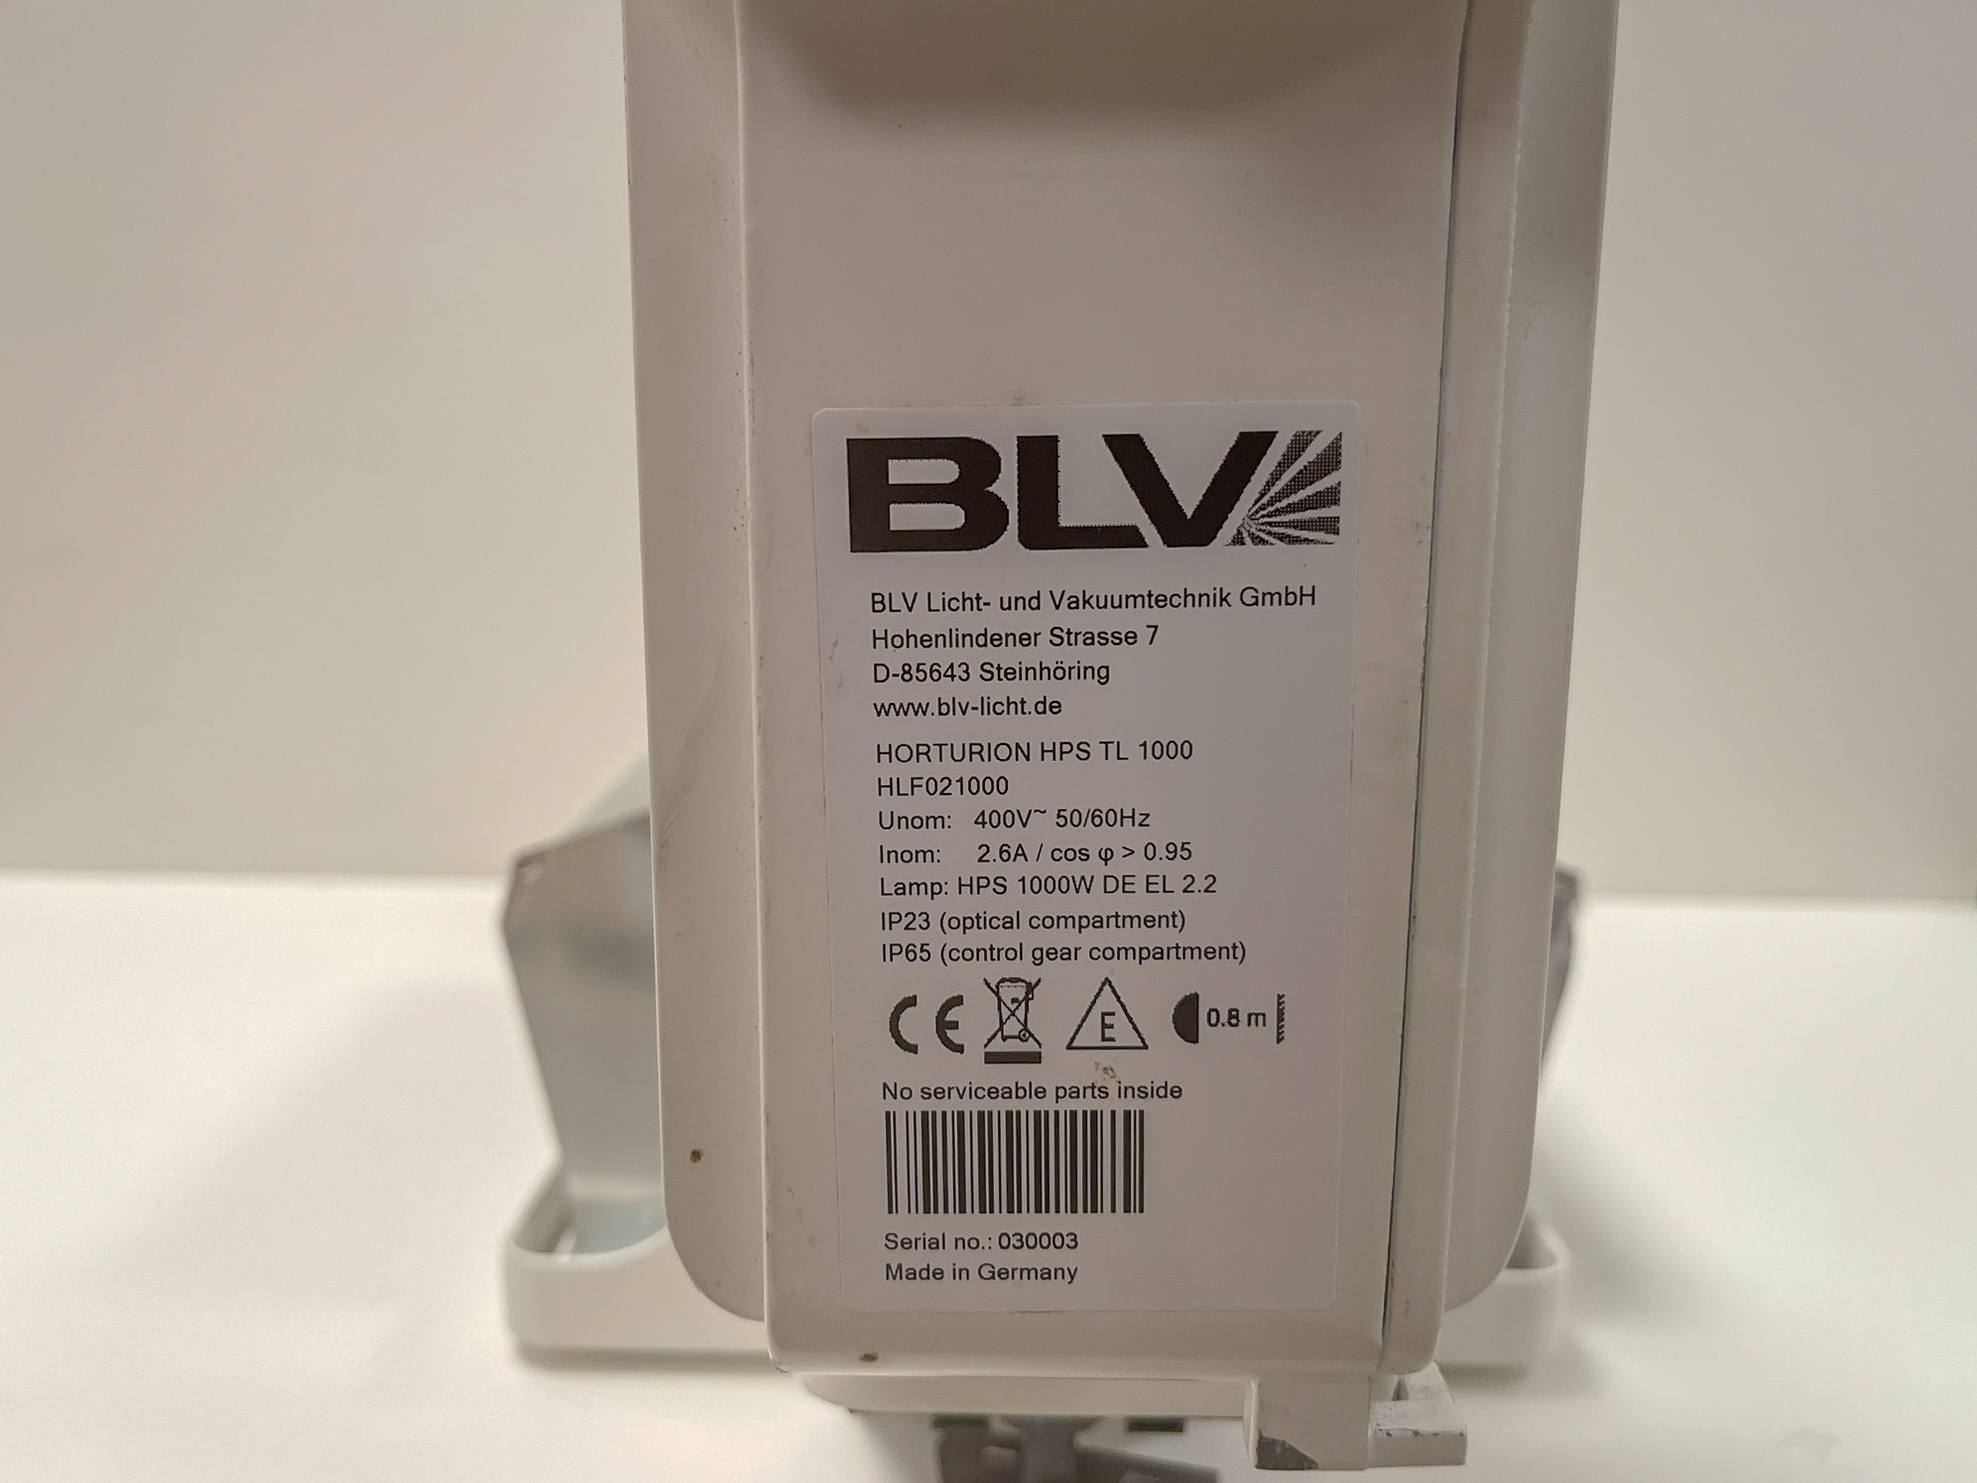 BLV
BLV Licht- und Vakuumtechnik GmbH
Hohenlindener Strasse 7
D-85643 Steinhöring
www.blv-licht.de
HORTURION HPS TL 1000
HLF021000
Unom: 400V~ 50/60Hz
Inom: 2.6A / cos φ > 0.95
Lamp: HPS 1000W DE EL 2.2
IP23 (optical compartment)
IP65 (control gear compartment)
CE E 0.8 m
No serviceable parts inside
Serial no.: 030003
Made in Germany